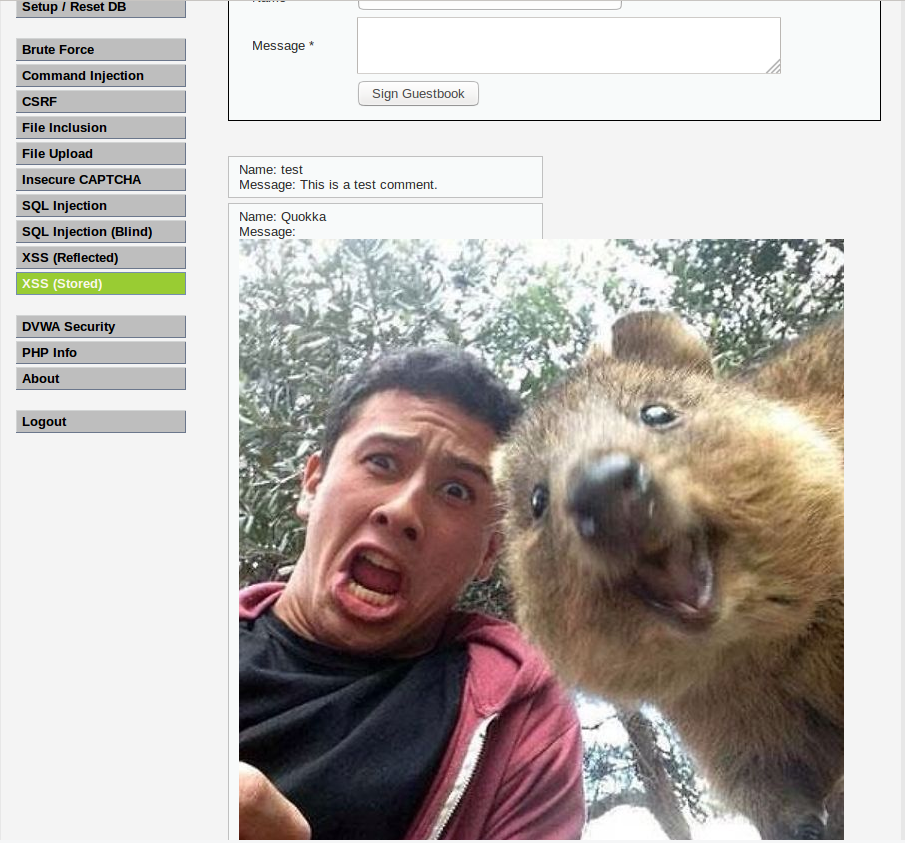 Setup / Reset DB
Brute Force
Command Injection
CSRF
File Inclusion
File Upload
Insecure CAPTCHA
SQL Injection
SQL Injection (Blind)
XSS (Reflected)
XSS (Stored)
DVWA Security
PHP Info
About
Logout
Message *
Sign Guestbook
Name: test
Message: This is a test comment.
Name: Quokka
Message: